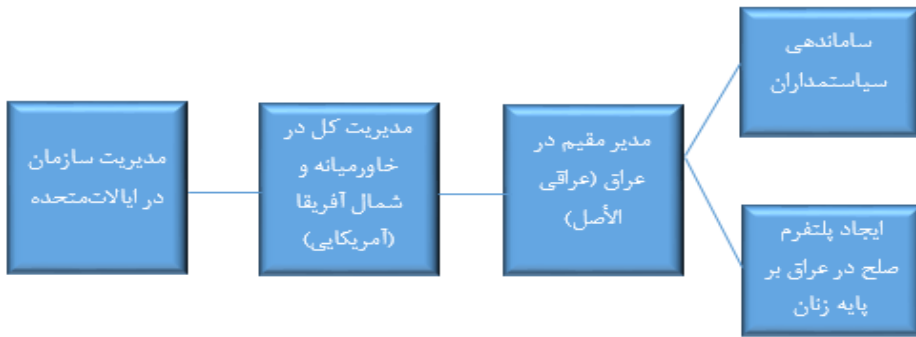 مدیریت سازمان
در ایالات‌متحده
مدیریت کل در
خاورمیانه و
شمال آفریقا
(آمریکایی)
مدیر مقیم در
عراق (عراقی
الأصل)
ساماندهی
سیاستمداران
ایجاد پلتفرم
صلح در عراق بر
پایه زنان